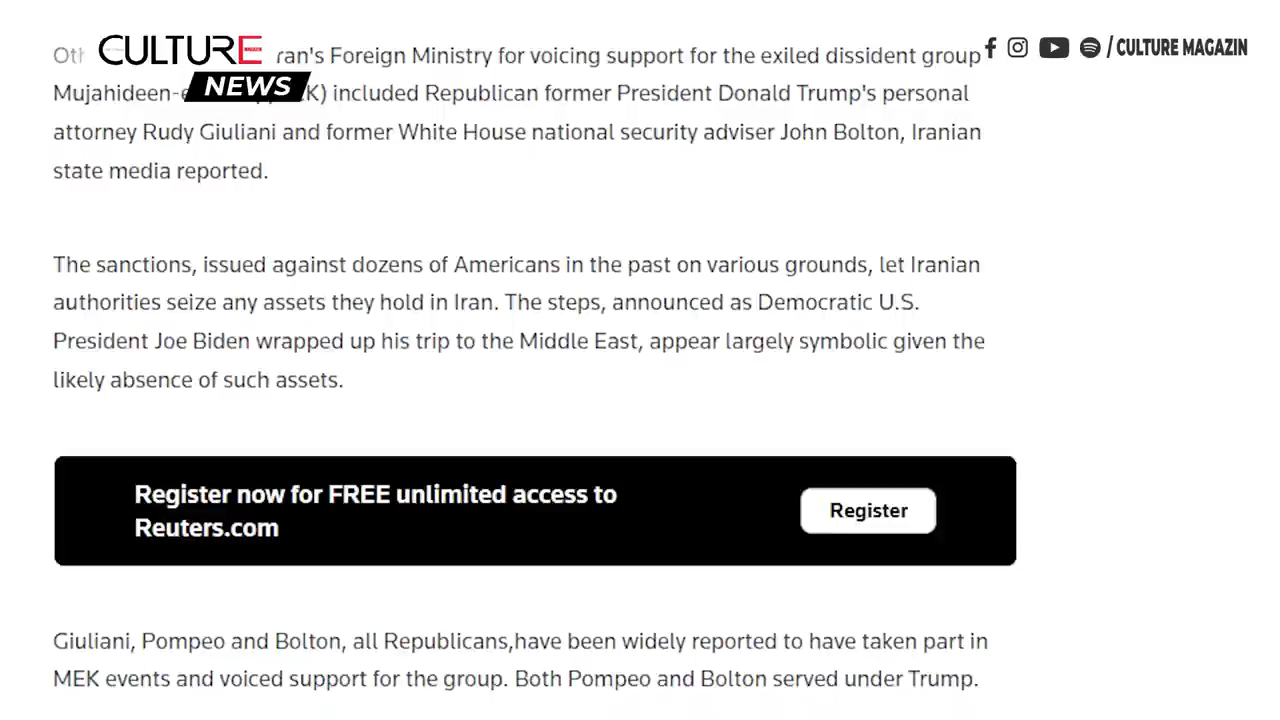 CULTURE
NEWS
/ CULTURE MAGAZIN
Iran's Foreign Ministry for voicing support for the exiled dissident group
included Republican former President Donald Trump's personal
attorney Rudy Giuliani and former White House national security adviser John Bolton, Iranian
state media reported.
The sanctions, issued against dozens of Americans in the past on various grounds, let Iranian
authorities seize any assets they hold in Iran. The steps, announced as Democratic U.S.
President Joe Biden wrapped up his trip to the Middle East, appear largely symbolic given the
likely absence of such assets.
Register now for FREE unlimited access to
Reuters.com
Register
Giuliani, Pompeo and Bolton, all Republicans,have been widely reported to have taken part in
MEK events and voiced support for the group. Both Pompeo and Bolton served under Trump.